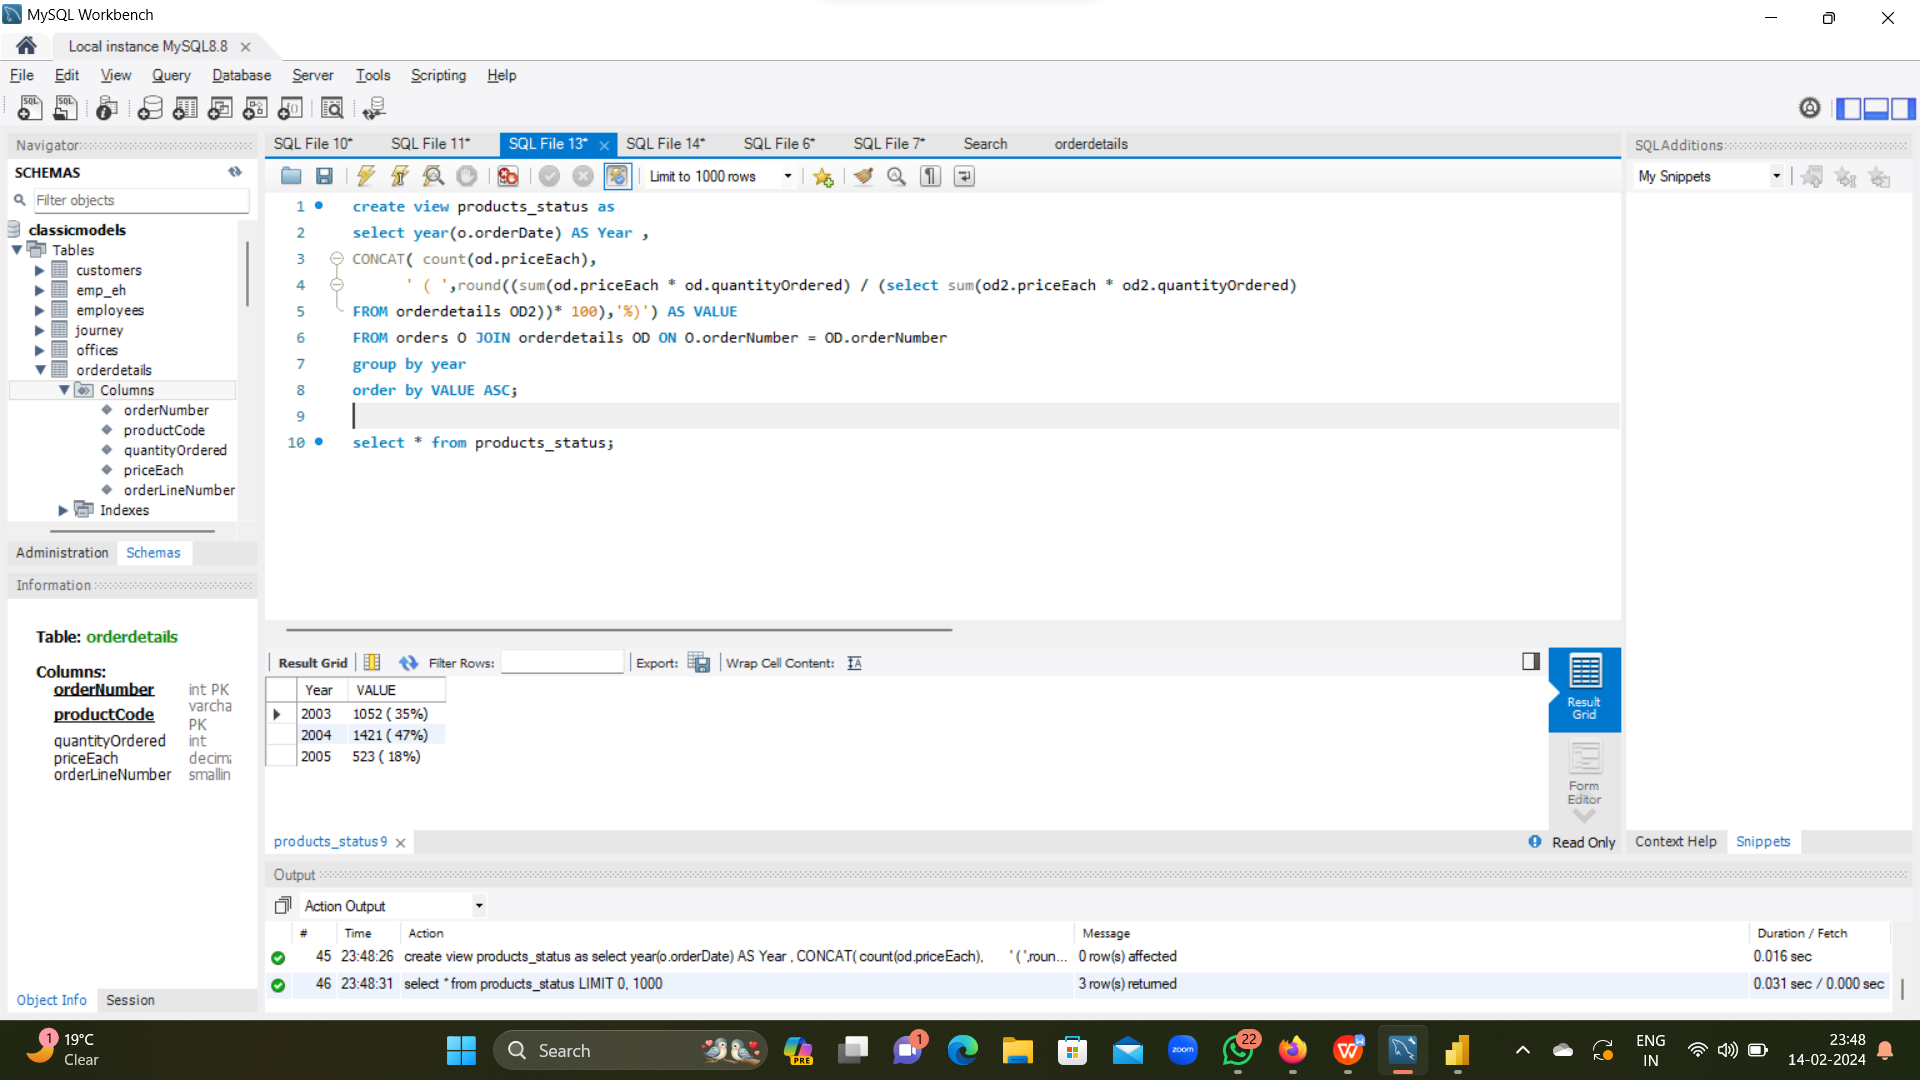 MySQL Workbench
Local instance MySQL8.8
File Edit View Query Database Server Tools Scripting Help
Navigator
SCHEMAS
Filter objects
classicmodels
Tables
customers
emp_eh
employees
journey
offices
orderdetails
Columns
orderNumber
productCode
quantityOrdered
priceEach
orderLineNumber
Indexes
Administration Schemas
Information
Table: orderdetails
Columns:
orderNumber int PK
productCode varcha PK
quantityOrdered int
priceEach decim
orderLineNumber smallin
Object Info Session
SQL File 10* SQL File 11* SQL File 13* SQL File 14* SQL File 6* SQL File 7* Search orderdetails
Limit to 1000 rows
1 create view products_status as
2 select year(o.orderDate) AS Year ,
3 CONCAT( count(od.priceEach),
4 ' ( ',round((sum(od.priceEach * od.quantityOrdered) / (select sum(od2.priceEach * od2.quantityOrdered)
5 FROM orderdetails OD2))* 100),'%)') AS VALUE
6 FROM orders O JOIN orderdetails OD ON O.orderNumber = OD.orderNumber
7 group by year
8 order by VALUE ASC;
9
10 select * from products_status;
Result Grid Filter Rows: Export: Wrap Cell Content:
Year VALUE
2003 1052 ( 35%)
2004 1421 ( 47%)
2005 523 ( 18%)
Result Grid
Form Editor
products_status 9
Read Only
SQLAdditions
My Snippets
Context Help Snippets
Output
Action Output
# Time Action Message Duration / Fetch
45 23:48:26 create view products_status as select year(o.orderDate) AS Year , CONCAT( count(od.priceEach), ' ( ',roun... 0 row(s) affected 0.016 sec
46 23:48:31 select * from products_status LIMIT 0, 1000 3 row(s) returned 0.031 sec / 0.000 sec
1
19°C
Clear
Search
PRE
1
zoom
22
ENG
IN
23:48
14-02-2024